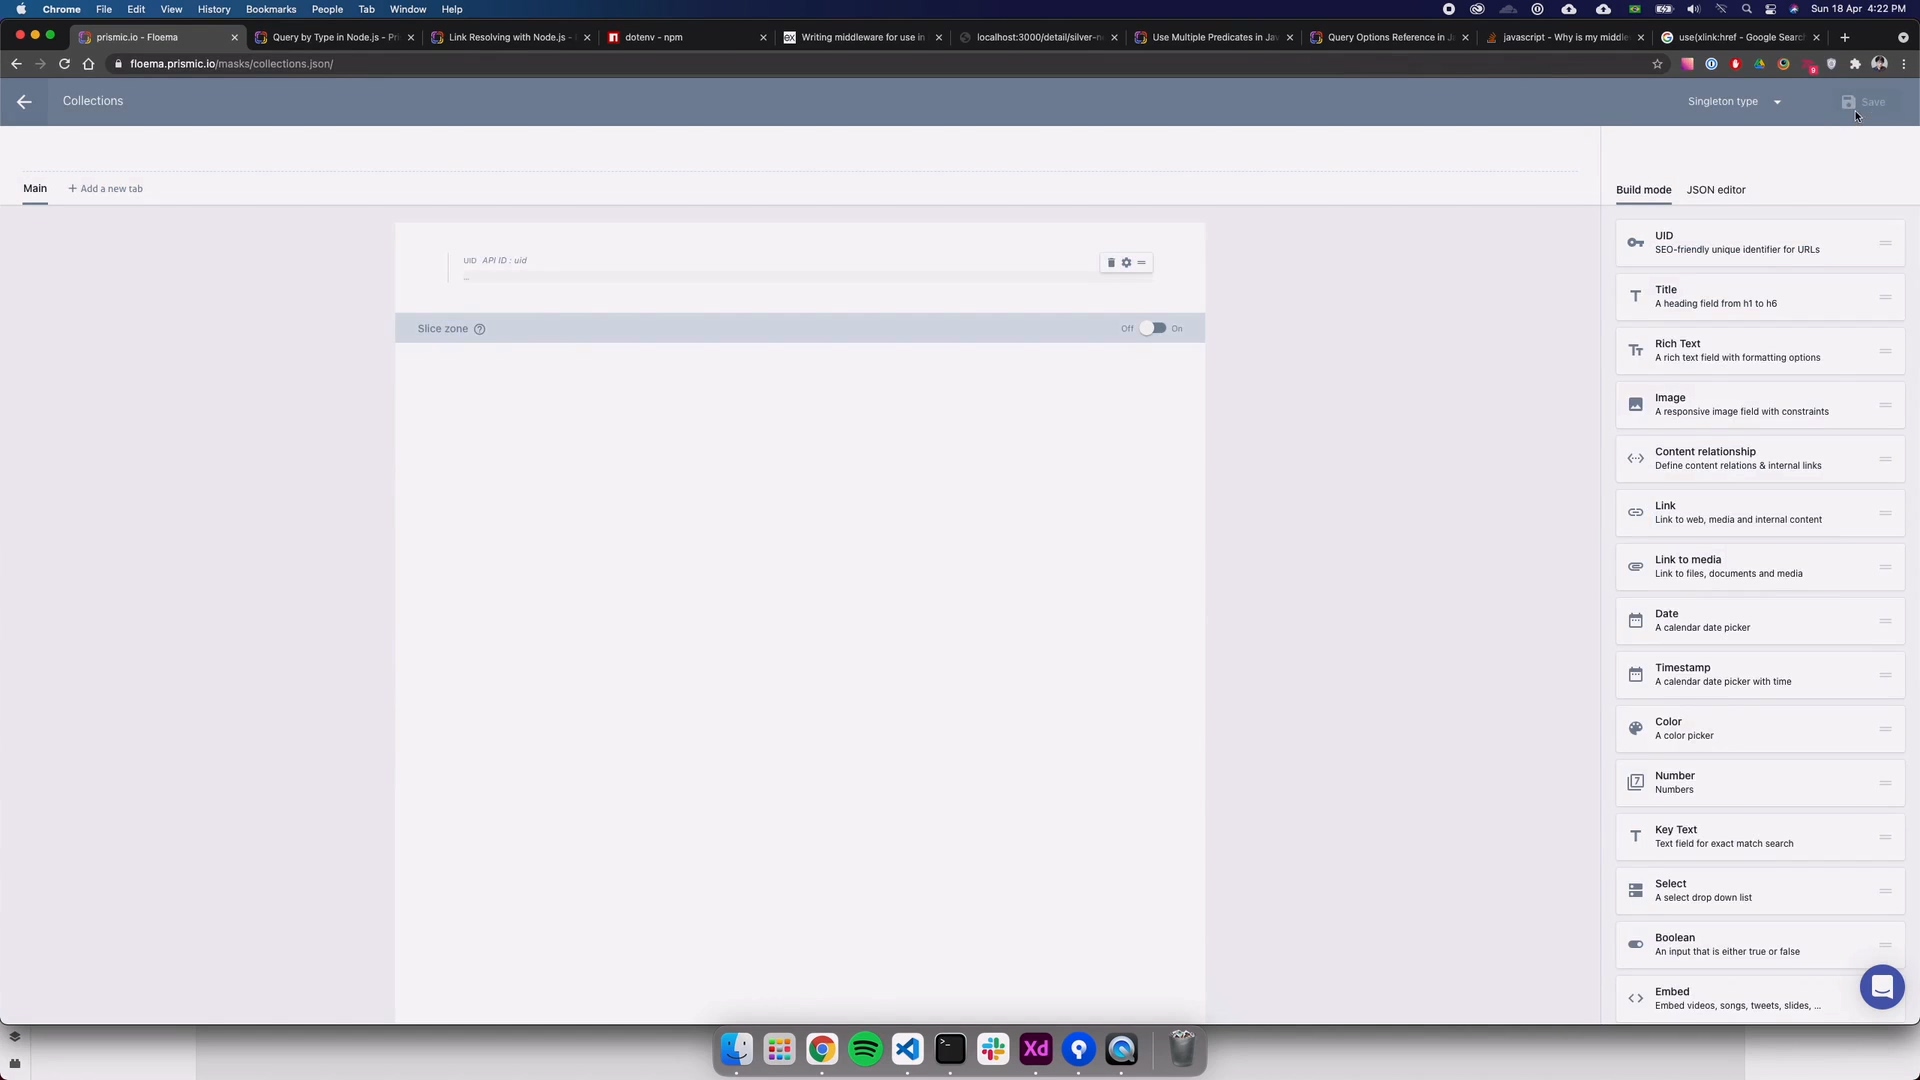 Chrome File Edit View History Bookmarks People Tab Window Help
Sun 18 Apr 4:22 PM
prismic.io - Floema
Query by Type in Node.js - Pri
Link Resolving with Node.js -
dotenv - npm
Writing middleware for use in
localhost:3000/detail/silver-n
Use Multiple Predicates in Jav
Query Options Reference in J
javascript - Why is my middle
use(xlink:href - Google Search
floema.prismic.io/masks/collections.json/
9
Collections
Singleton type
Save
Main
+ Add a new tab
Build mode
JSON editor
UID API ID : uid
...
Slice zone ?
Off
On
UID
SEO-friendly unique identifier for URLs
Title
A heading field from h1 to h6
Rich Text
A rich text field with formatting options
Image
A responsive image field with constraints
Content relationship
Define content relations & internal links
Link
Link to web, media and internal content
Link to media
Link to files, documents and media
Date
A calendar date picker
Timestamp
A calendar date picker with time
Color
A color picker
7
Number
Numbers
Key Text
Text field for exact match search
Select
A select drop down list
Boolean
An input that is either true or false
Embed
Embed videos, songs, tweets, slides, ...
Xd